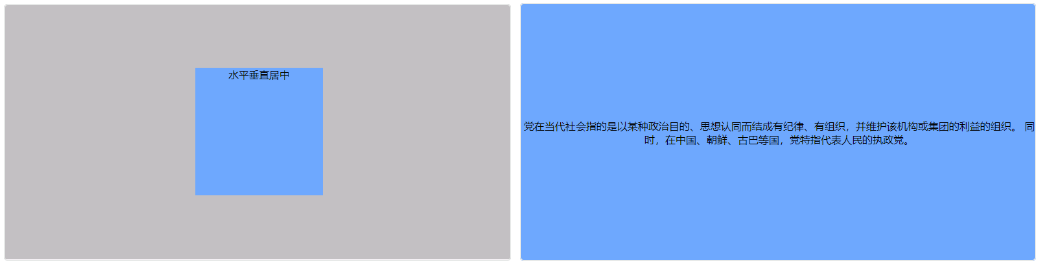 水平垂直居中
党在当代社会指的是以某种政治目的、思想认同而结成有纪律、有组织，并维护该机构或集团的利益的组织。 同
时，在中国、朝鲜、古巴等国，党特指代表人民的执政党。